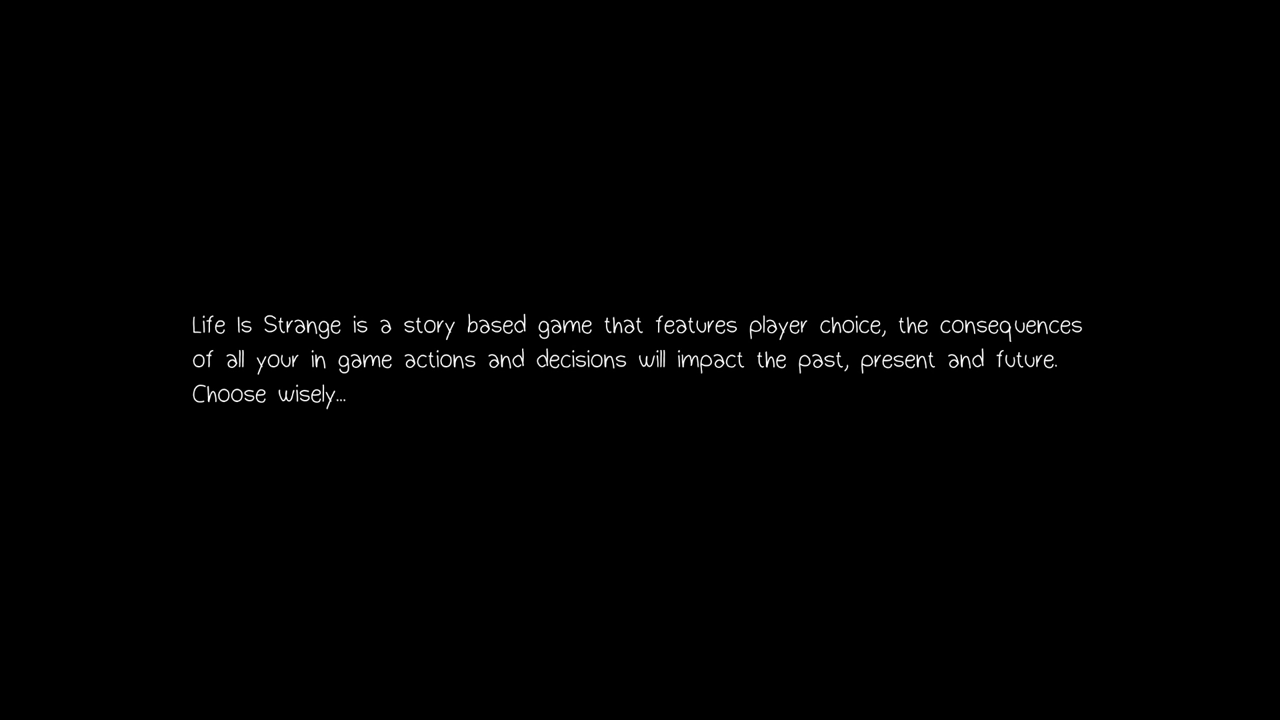 Life Is Strange is a story based game that features player choice, the consequences
of all your in game actions and decisions will impact the past, present and future.
Choose wisely...